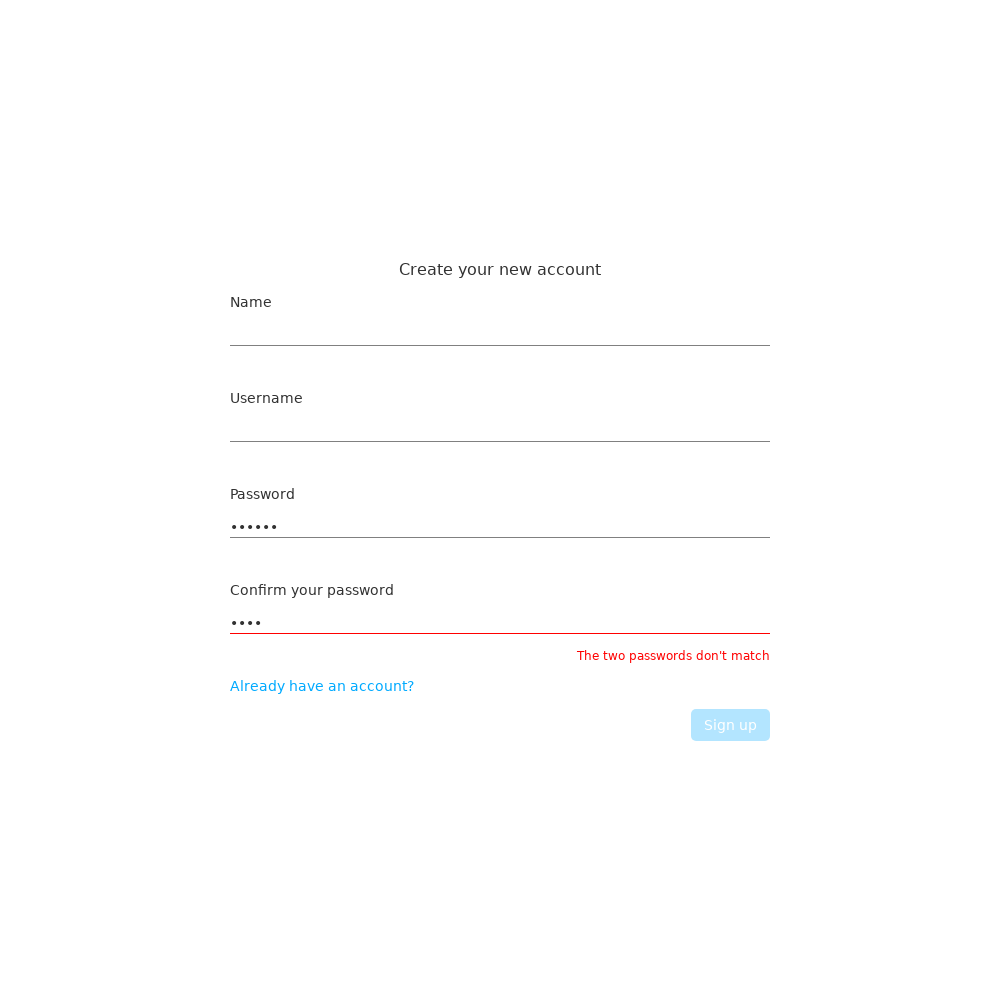 Create your new account
Name
Username
Password
••••••
Confirm your password
••••
The two passwords don't match
Already have an account?
Sign up